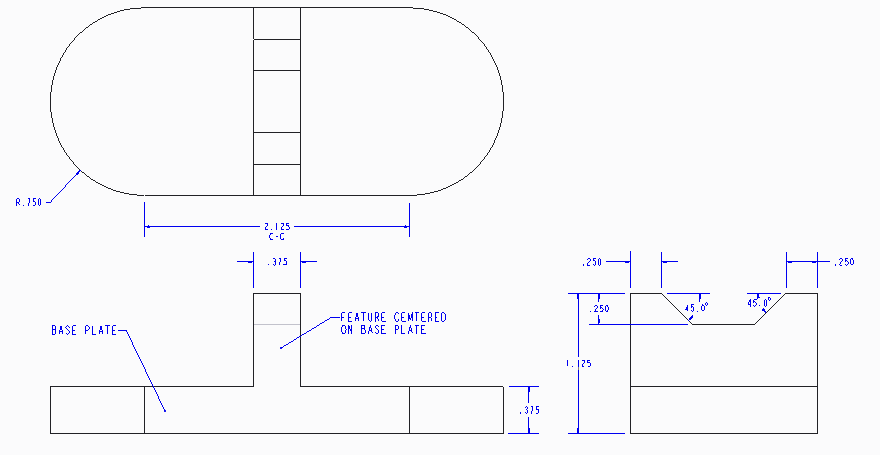 R.750
2.125
C-C
.375
.250
.250
45.0°
45.0°
.250
FEATURE CEMTERED
ON BASE PLATE
BASE PLATE
1.125
.375